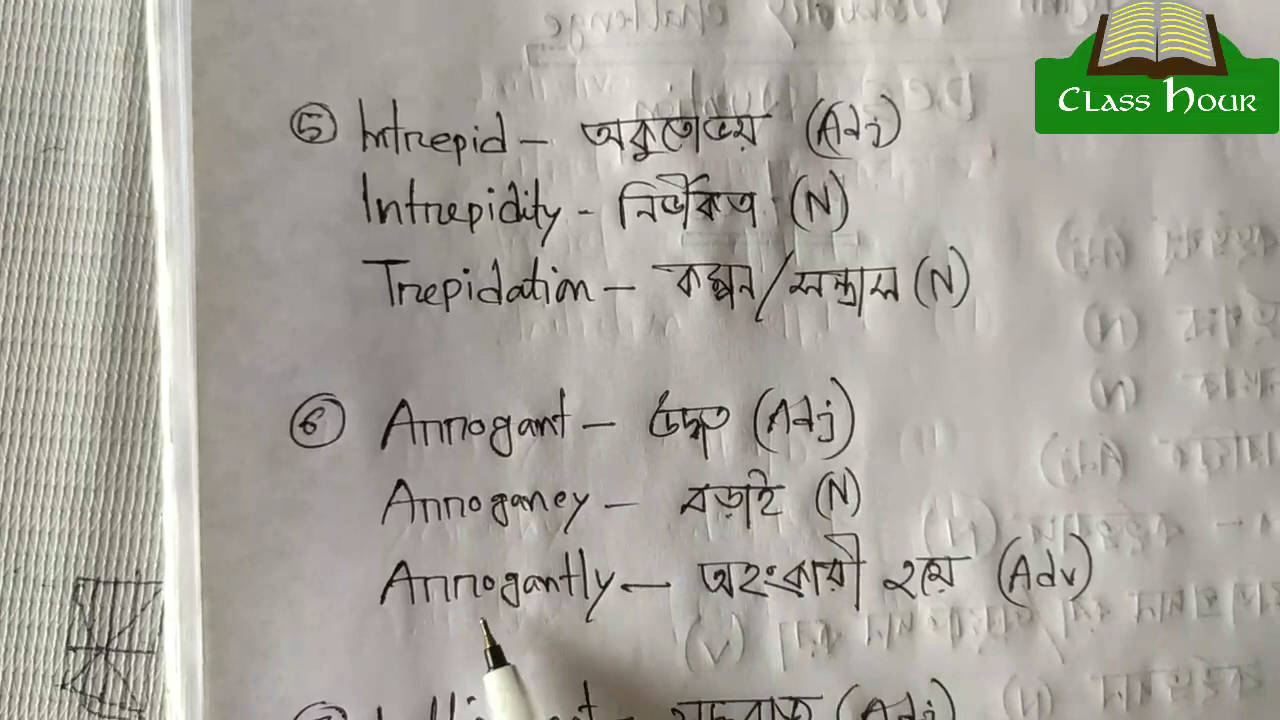 CLASS HOUR
⑤ Intrepid – অকুতোভয় (Adj)
Intrepidity – নির্ভীকত (N)
Trepidation – কম্পন/সন্ত্রাস (N)
⑥ Arrogant – উদ্ধত (Adj)
Arrogancy – বড়াই (N)
Arrogantly – অহংকারী হয়ে (Adv)
(Adj)